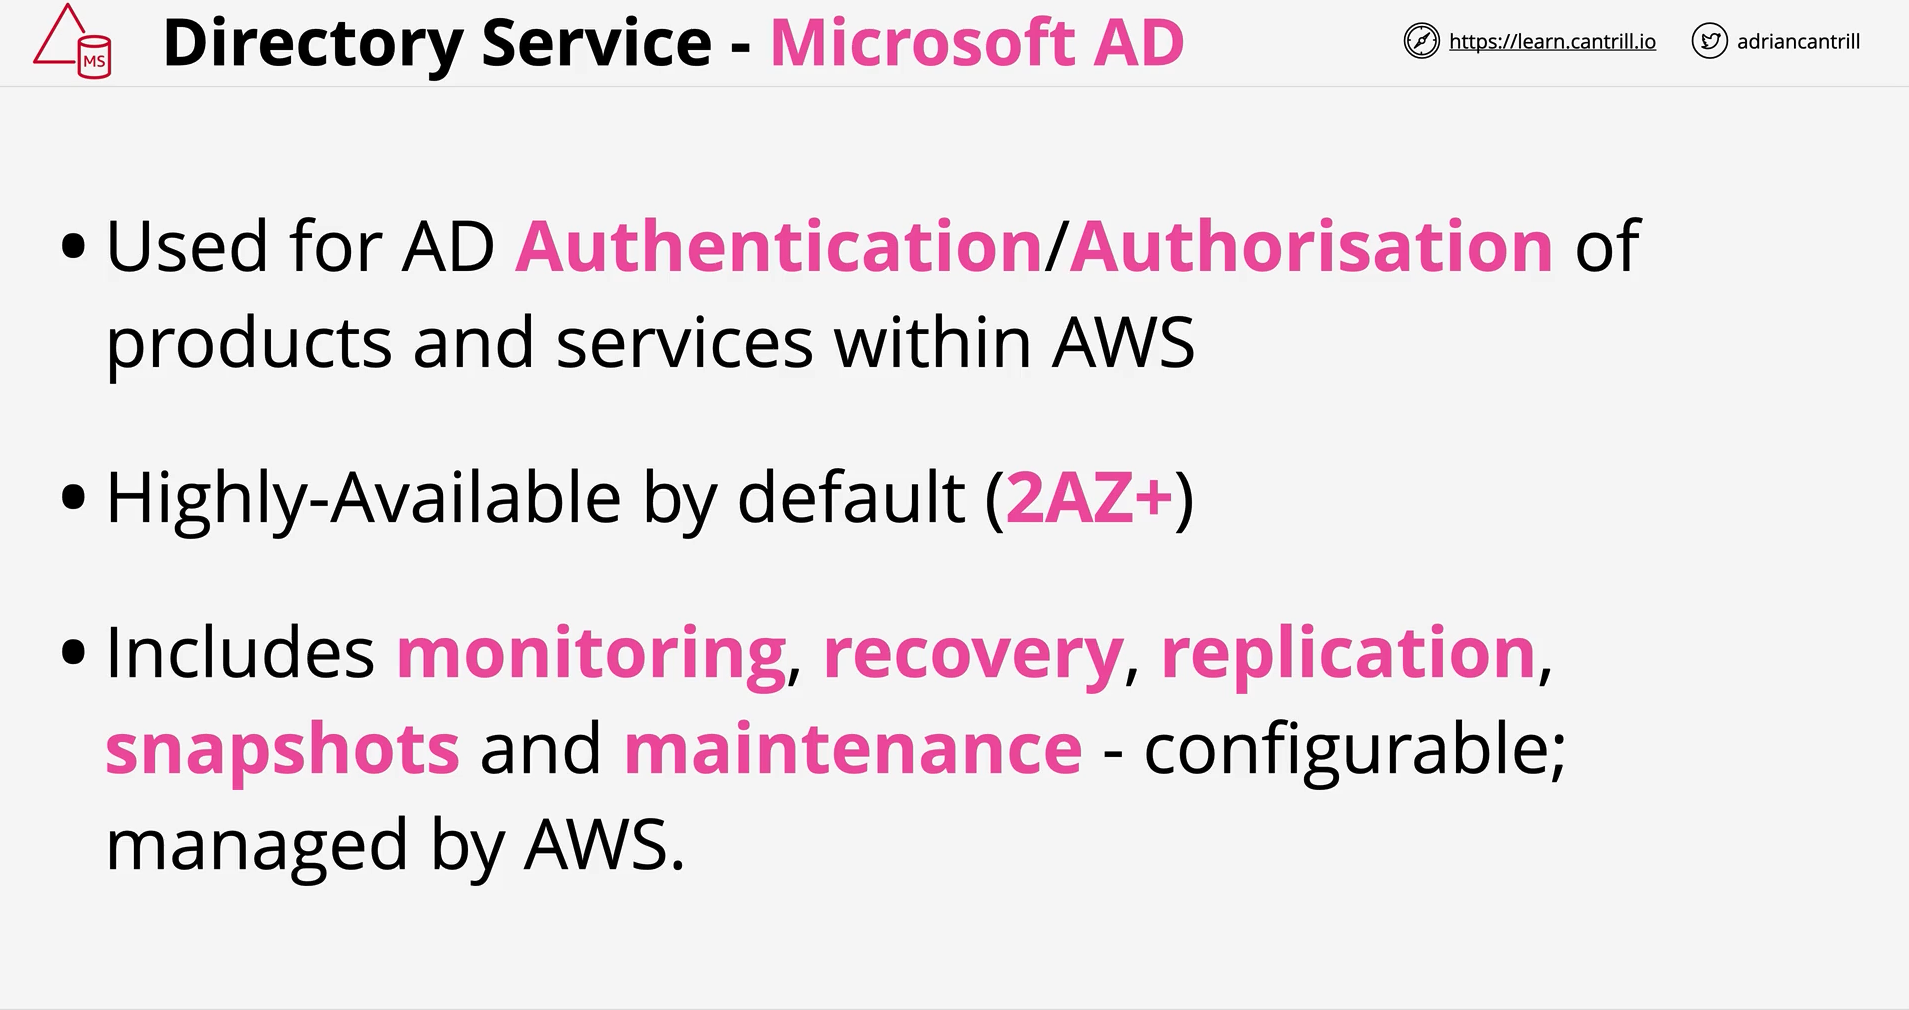 MS
Directory Service - Microsoft AD
https://learn.cantrill.io
adriancantrill
• Used for AD Authentication/Authorisation of
products and services within AWS
• Highly-Available by default (2AZ+)
• Includes monitoring, recovery, replication,
snapshots and maintenance - configurable;
managed by AWS.